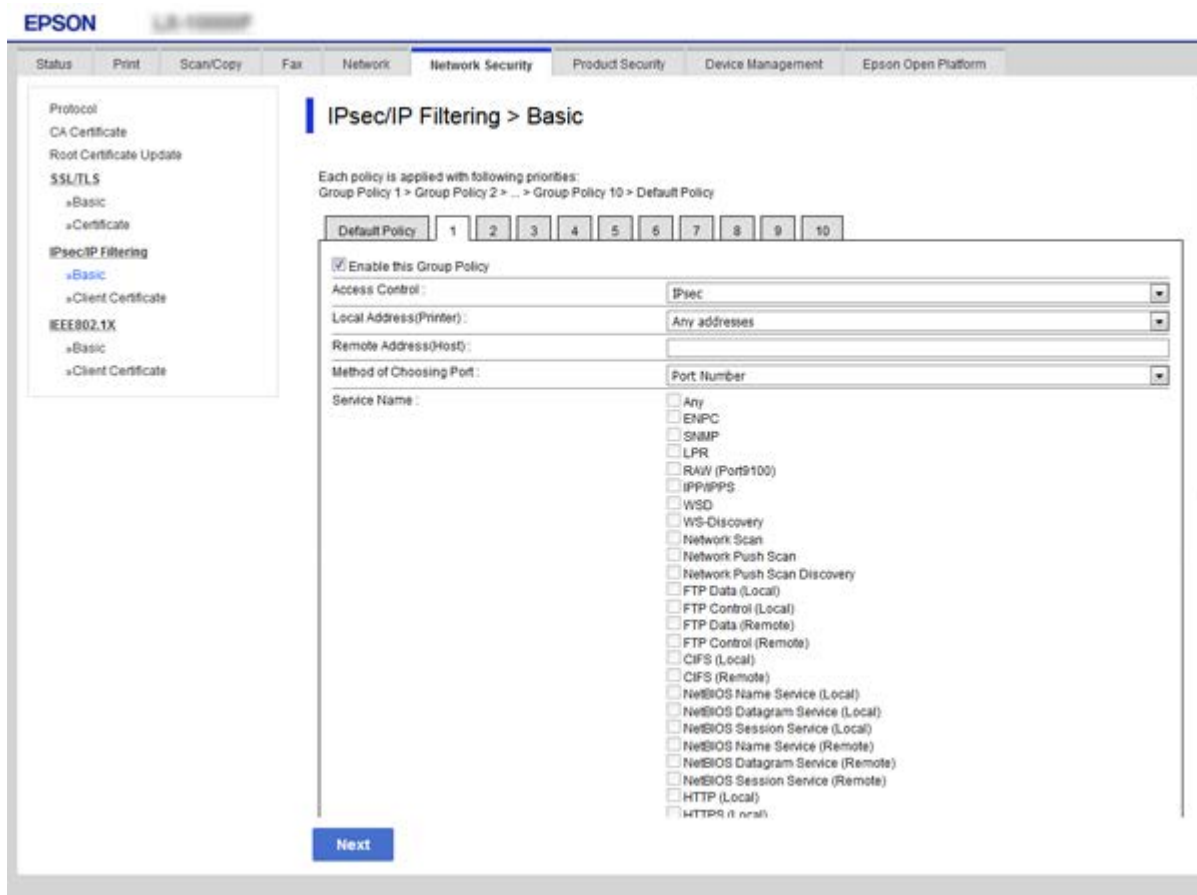 EPSON
Status Print Scan/Copy Fax Network Network Security Product Security Device Management Epson Open Platform
Protocol
CA Certificate
Root Certificate Update
SSL/TLS
»Basic
»Certificate
IPsec/IP Filtering
»Basic
»Client Certificate
IEEE802.1X
»Basic
»Client Certificate
IPsec/IP Filtering > Basic
Each policy is applied with following priorities:
Group Policy 1 > Group Policy 2 > ... > Group Policy 10 > Default Policy
Default Policy 1 2 3 4 5 6 7 8 9 10
Enable this Group Policy
Access Control : IPsec
Local Address(Printer) : Any addresses
Remote Address(Host) :
Method of Choosing Port : Port Number
Service Name : Any
ENPC
SNMP
LPR
RAW (Port9100)
IPP/IPPS
WSD
WS-Discovery
Network Scan
Network Push Scan
Network Push Scan Discovery
FTP Data (Local)
FTP Control (Local)
FTP Data (Remote)
FTP Control (Remote)
CIFS (Local)
CIFS (Remote)
NetBIOS Name Service (Local)
NetBIOS Datagram Service (Local)
NetBIOS Session Service (Local)
NetBIOS Name Service (Remote)
NetBIOS Datagram Service (Remote)
NetBIOS Session Service (Remote)
HTTP (Local)
HTTPS (Local)
Next